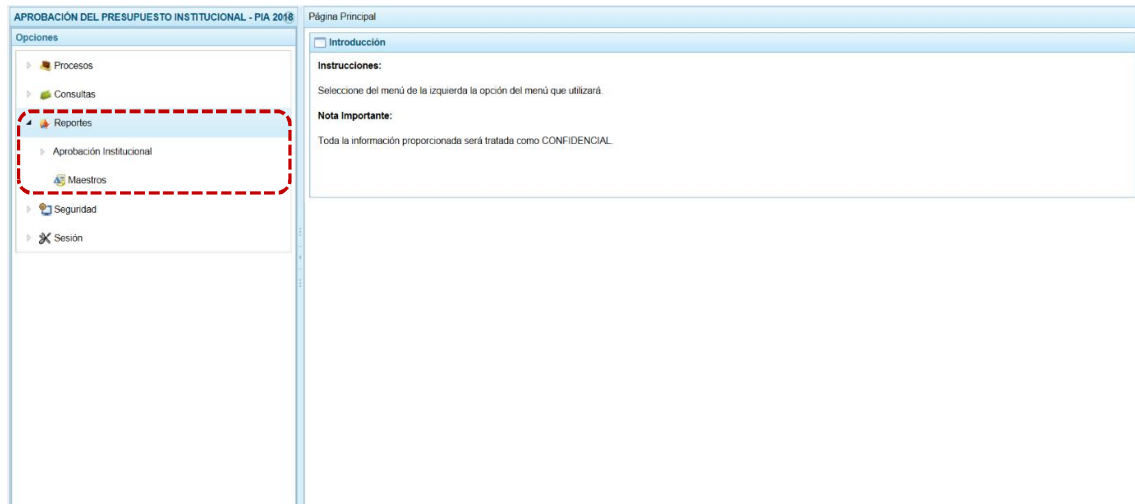 APROBACIÓN DEL PRESUPUESTO INSTITUCIONAL - PIA 2018
Opciones
Procesos
Consultas
Reportes
Aprobación Institucional
Maestros
Seguridad
Sesión
Página Principal
Introducción
Instrucciones:
Seleccione del menú de la izquierda la opción del menú que utilizará.
Nota Importante:
Toda la información proporcionada será tratada como CONFIDENCIAL.